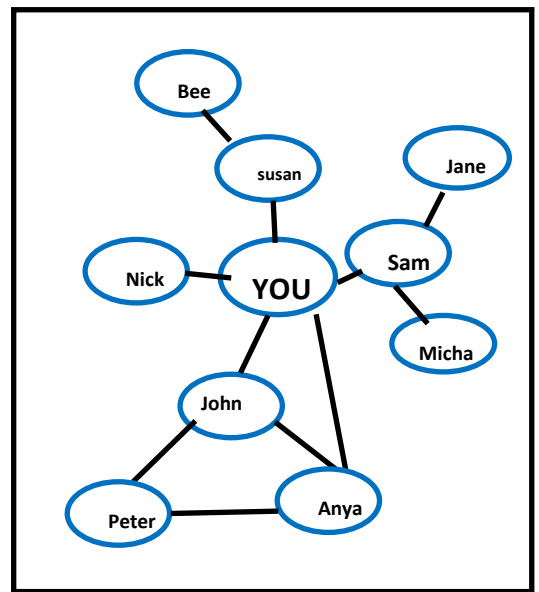 Bee
susan
Jane
Nick
YOU
Sam
Micha
John
Peter
Anya